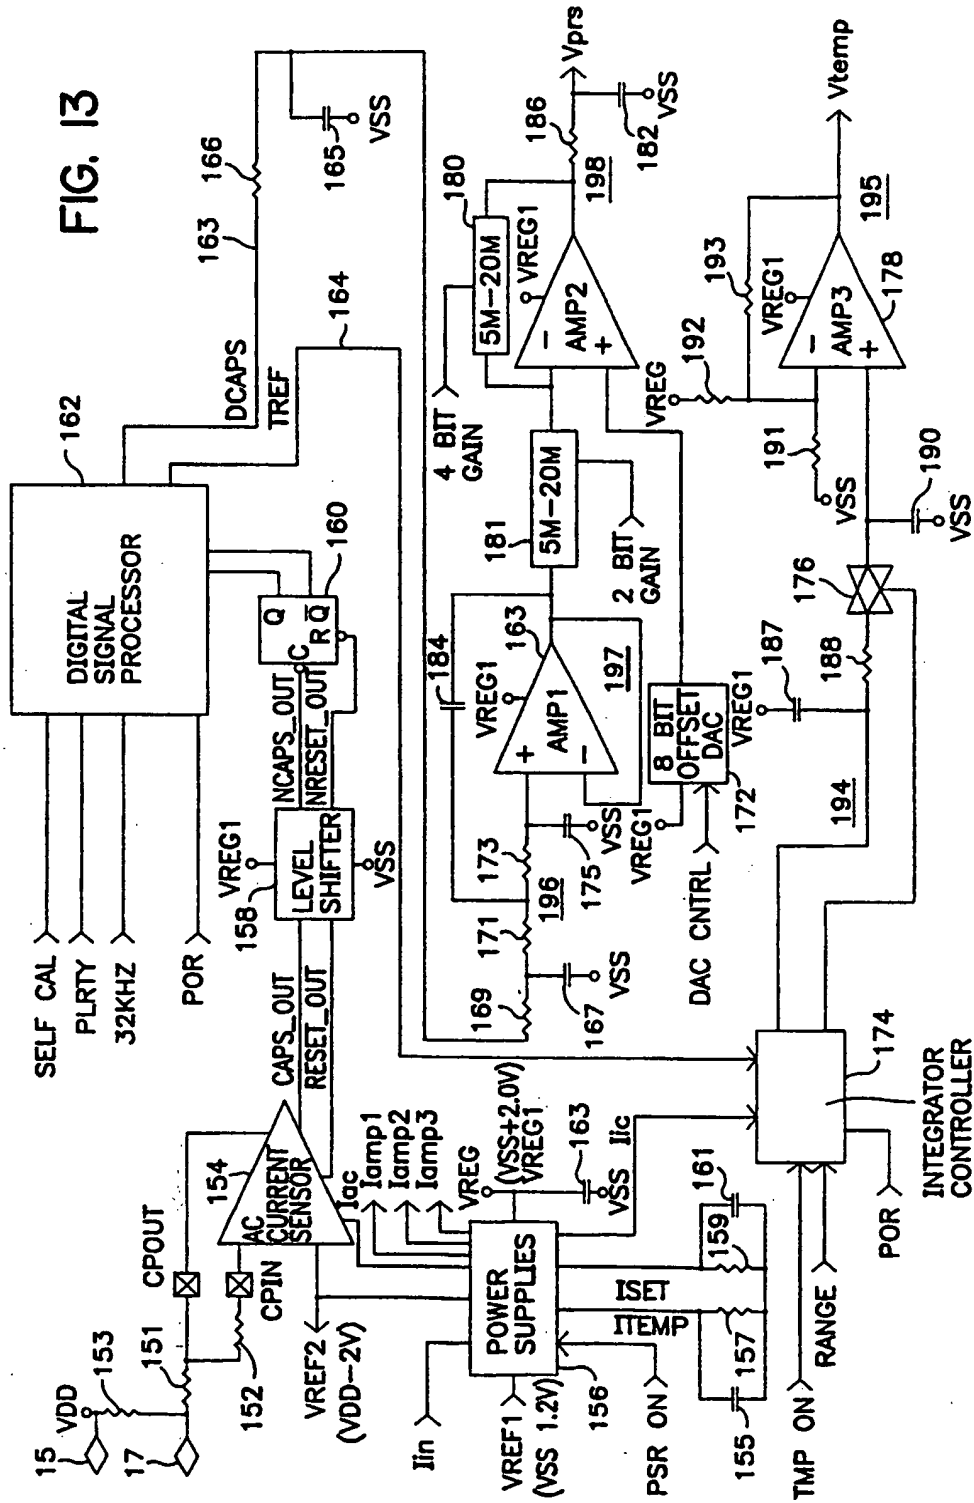 FIG. 13
15
17
VDD
153
151
CPOUT
CPIN
152
154
AC
CURRENT
SENSOR
VREF2
(VDD-2V)
Iac
CAPS_OUT
RESET_OUT
VREG1
158
LEVEL
SHIFTER
VSS
NCAPS_OUT
NRESET_OUT
Q
C
R
Q
160
SELF CAL
PLRTY
32KHZ
POR
DIGITAL
SIGNAL
PROCESSOR
162
DCAPS
TREF
163
166
164
165
VSS
Iin
VREF1
(VSS 1.2V)
156
POWER
SUPPLIES
Iamp1
Iamp2
Iamp3
VREG
(VSS+2.0V)
VREG1
163
VSS
Iic
PSR ON
ISET
ITEMP
155
157
159
161
169
167
VSS
171
196
173
175
VSS
184
VREG1
163
+
AMP1
-
197
181
5M-20M
2 BIT
GAIN
4 BIT
GAIN
180
5M-20M
VREG1
-
AMP2
+
198
186
Vprs
182
VSS
VREG1
8 BIT
OFFSET
DAC
172
DAC CNTRL
TMP ON
RANGE
POR
174
INTEGRATOR
CONTROLLER
194
VREG1
187
188
176
190
VSS
VSS
191
VREG
192
193
VREG1
-
AMP3
+
178
195
Vtemp